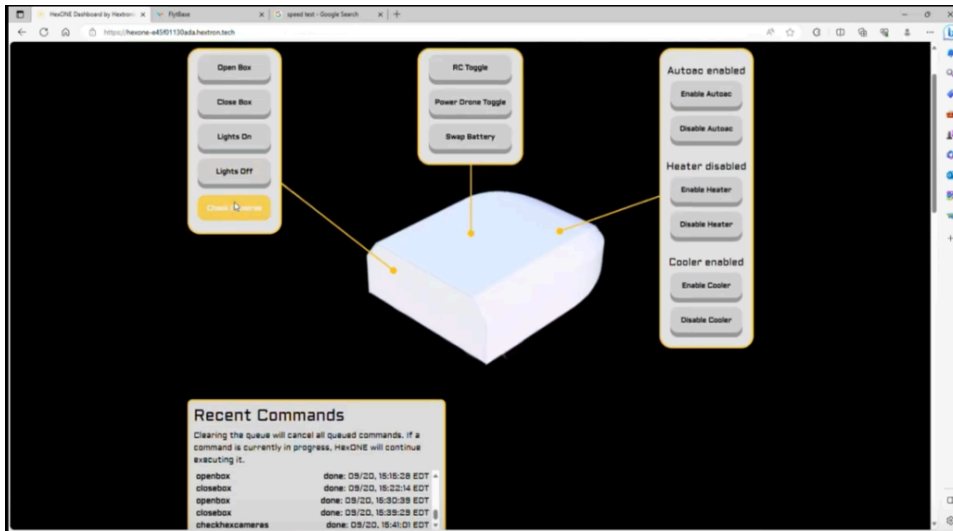 HexONE Dashboard by Hextron
FlytBase
speed test - Google Search
https://hexone-e45f01130ada.hextron.tech
Open Box
Close Box
Lights On
Lights Off
Check
RC Toggle
Power Drone Toggle
Swap Battery
Autoac enabled
Enable Autoac
Disable Autoac
Heater disabled
Enable Heater
Disable Heater
Cooler enabled
Enable Cooler
Disable Cooler
Recent Commands
Clearing the queue will cancel all queued commands. If a
command is currently in progress, HexONE will continue
executing it.
openbox done: 09/20, 15:15:28 EDT
closebox done: 09/20, 15:22:14 EDT
openbox done: 09/20, 15:30:39 EDT
closebox done: 09/20, 15:39:29 EDT
checkhexcameras done: 09/20, 15:41:01 EDT